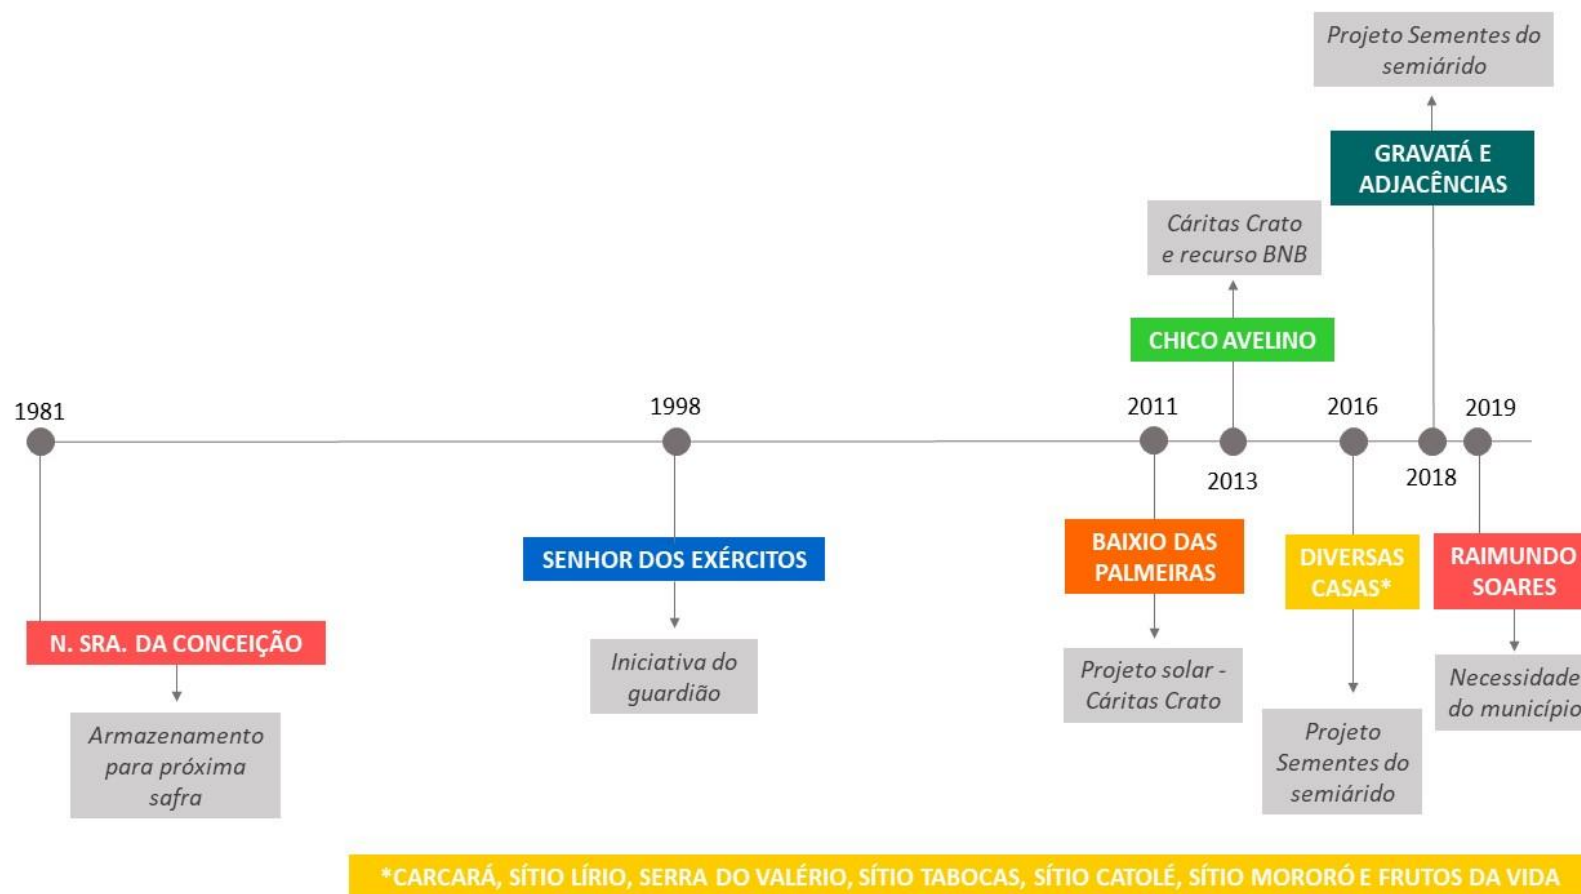 Projeto Sementes do
semiárido
GRAVATÁ E
ADJACÊNCIAS
Cáritas Crato
e recurso BNB
CHICO AVELINO
1981
1998
2011
2016
2019
2013
2018
N. SRA. DA CONCEIÇÃO
Armazenamento
para próxima
safra
SENHOR DOS EXÉRCITOS
Iniciativa do
guardião
BAIXIO DAS
PALMEIRAS
Projeto solar -
Cáritas Crato
DIVERSAS
CASAS*
Projeto
Sementes do
semiárido
RAIMUNDO
SOARES
Necessidade
do município
*CARCARÁ, SÍTIO LÍRIO, SERRA DO VALÉRIO, SÍTIO TABOCAS, SÍTIO CATOLÉ, SÍTIO MORORÓ E FRUTOS DA VIDA